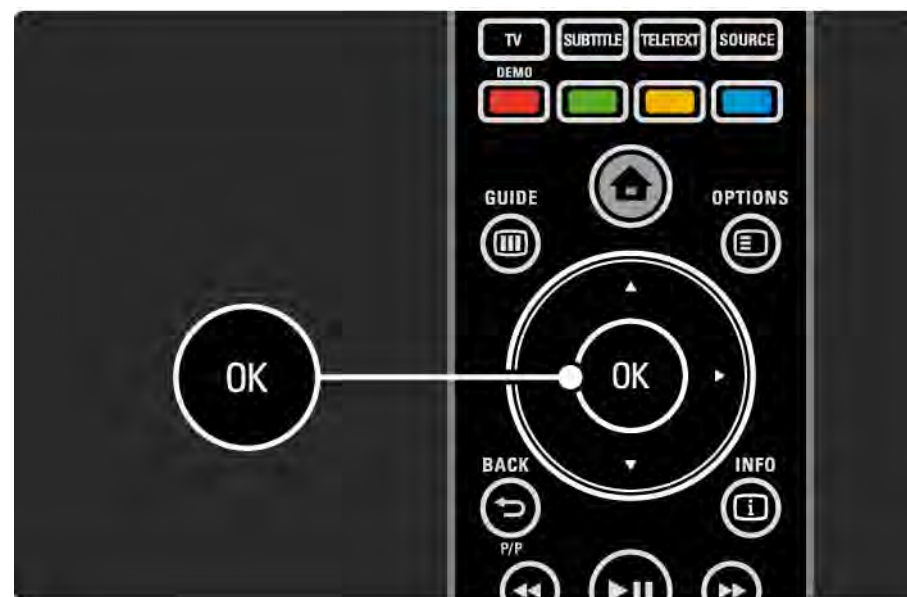 TV SUBTITLE TELETEXT SOURCE
DEMO
GUIDE OPTIONS
OK OK
BACK INFO
P/P